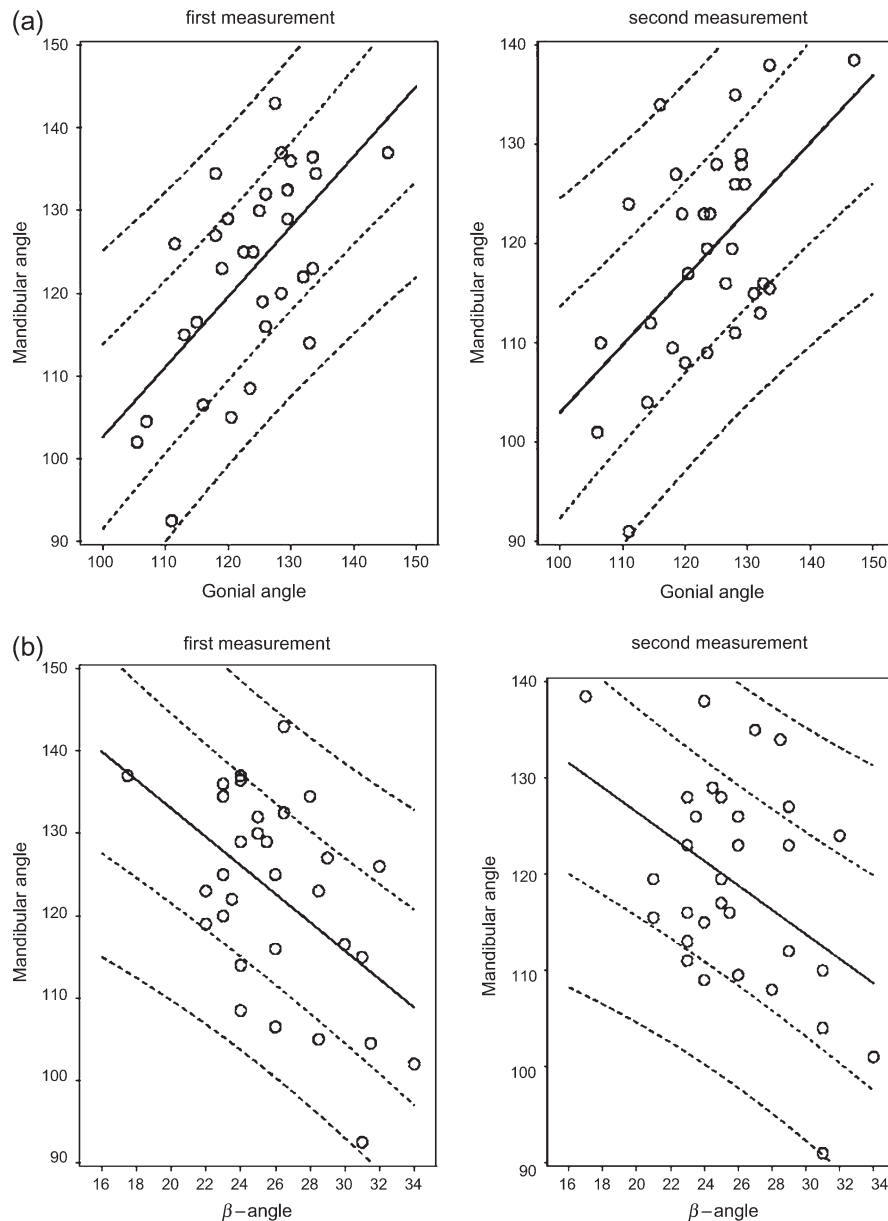 (a)
first measurement
second measurement
150
140
130
120
110
100
90
Mandibular angle
100 110 120 130 140 150
Gonial angle
140
130
120
110
100
90
Mandibular angle
100 110 120 130 140 150
Gonial angle
(b)
first measurement
second measurement
150
140
130
120
110
100
90
Mandibular angle
16 18 20 22 24 26 28 30 32 34
β−angle
140
130
120
110
100
90
Mandibular angle
16 18 20 22 24 26 28 30 32 34
β−angle